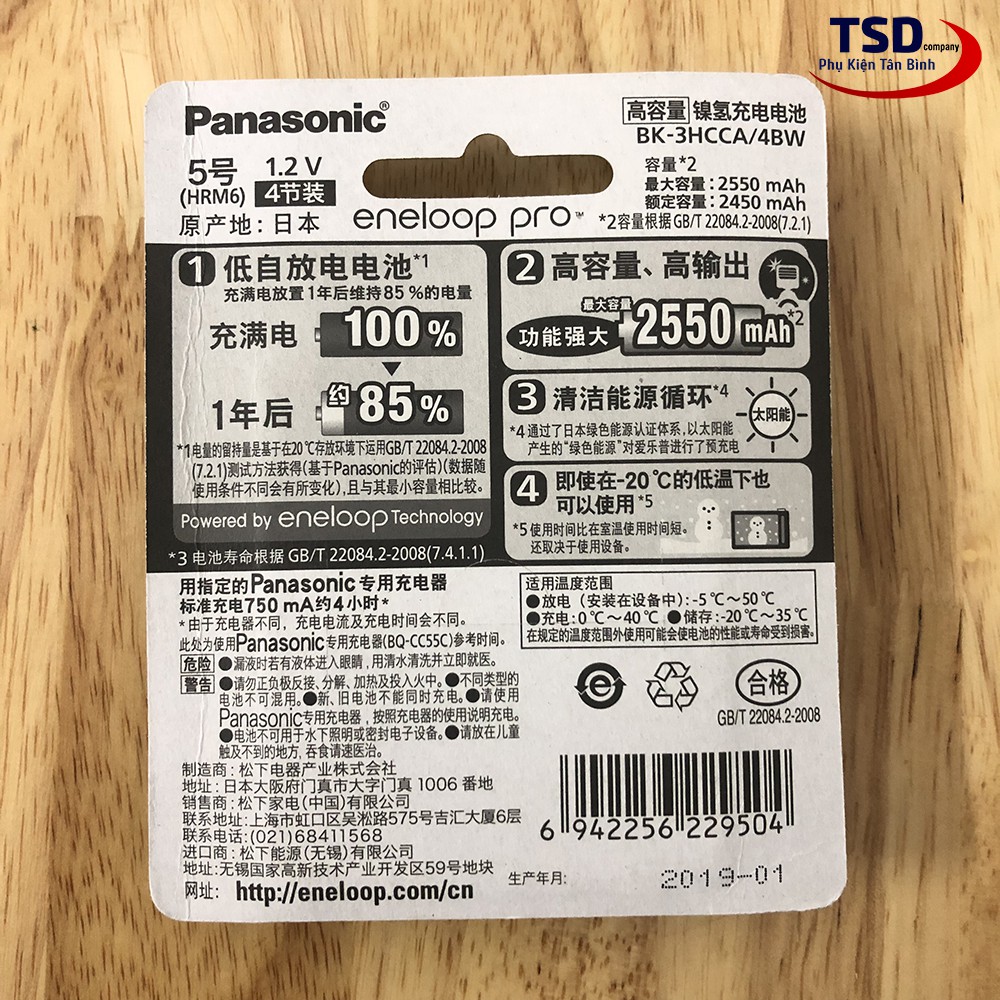 TSD company
Phụ Kiện Tân Bình
Panasonic®
高容量 镍氢充电电池
BK-3HCCA/4BW
5号 1.2 V
(HRM6) 4节装
原产地: 日本
eneloop pro™
容量*2
最大容量: 2550 mAh
额定容量: 2450 mAh
*2容量根据GB/T 22084.2-2008(7.2.1)
1 低自放电电池*1
充满电放置1年后维持85%的电量
充满电 100%
1年后 约85%
*1电量的留持量是基于在20℃存放环境下运用GB/T 22084.2-2008
(7.2.1)测试方法获得(基于Panasonic的评估)(数据随
使用条件不同会有所变化),且与其最小容量相比较。
Powered by eneloop Technology
*3 电池寿命根据 GB/T 22084.2-2008(7.4.1.1)
2 高容量、高输出
最大容量
功能强大 2550 mAh*2
3 清洁能源循环*4
太阳能
*4 通过了日本绿色能源认证体系,以太阳能
产生的“绿色能源”对爱乐普进行了预充电
4 即使在-20℃的低温下也
可以使用*5
*5 使用时间比在室温使用时间短。
还取决于使用设备。
用指定的Panasonic专用充电器
标准充电750 mA约4小时*
*由于充电器不同,充电电流及充电时间会不同。
此处为使用Panasonic专用充电器(BQ-CC55C)参考时间。
危险 ●漏液时若有液体进入眼睛,用清水清洗并立即就医。
警告 ●请勿正负极反接、分解、加热及投入火中。●不同类型的
电池不可混用。●新、旧电池不能同时充电。●请使用
Panasonic专用充电器,按照充电器的使用说明充电。
●电池不可用于水下照明或密封电子设备。●请放在儿童
触及不到的地方,吞食请速医治。
适用温度范围
●放电(安装在设备中):-5℃~50℃
●充电:0℃~40℃ ●储存:-20℃~35℃
在规定的温度范围外使用可能会使电池的性能或寿命受到损害。
合格
GB/T 22084.2-2008
制造商: 松下电器产业株式会社
地址: 日本大阪府门真市大字门真 1006 番地
销售商: 松下家电(中国)有限公司
联系地址: 上海市虹口区吴淞路575号吉汇大厦6层
联系电话: (021)68411568
进口商: 松下能源(无锡)有限公司
地址: 无锡国家高新技术产业开发区59号地块
网址: http://eneloop.com/cn
6 942256 229504
生产年月: 2019-01